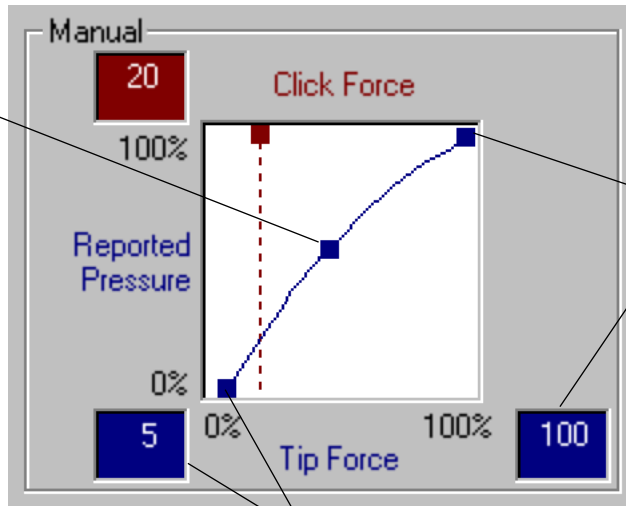 Manual
20
Click Force
100%
Reported
Pressure
0%
5
0%
Tip Force
100%
100